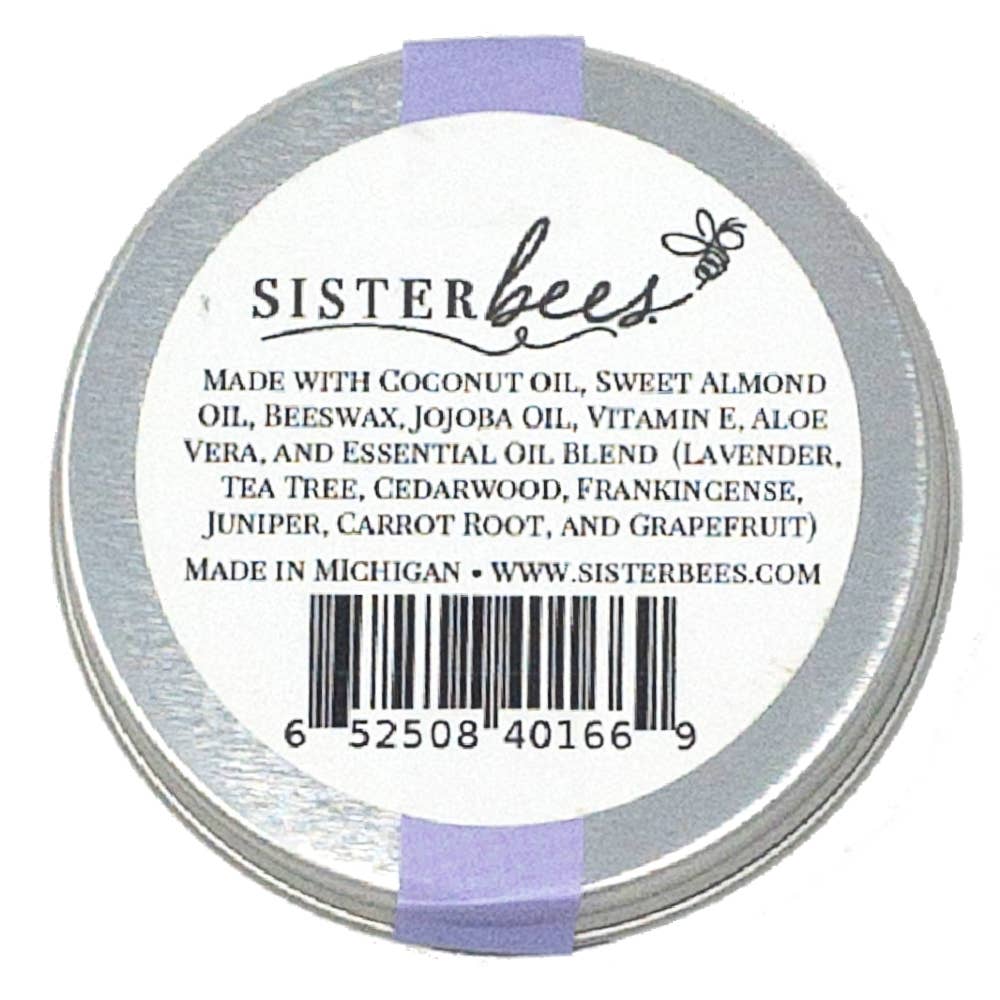 SISTERbees.
MADE WITH COCONUT OIL, SWEET ALMOND
OIL, BEESWAX, JOJOBA OIL, VITAMIN E, ALOE
VERA, AND ESSENTIAL OIL BLEND (LAVENDER,
TEA TREE, CEDARWOOD, FRANKINCENSE,
JUNIPER, CARROT ROOT, AND GRAPEFRUIT)
MADE IN MICHIGAN • WWW.SISTERBEES.COM
6 52508 40166 9